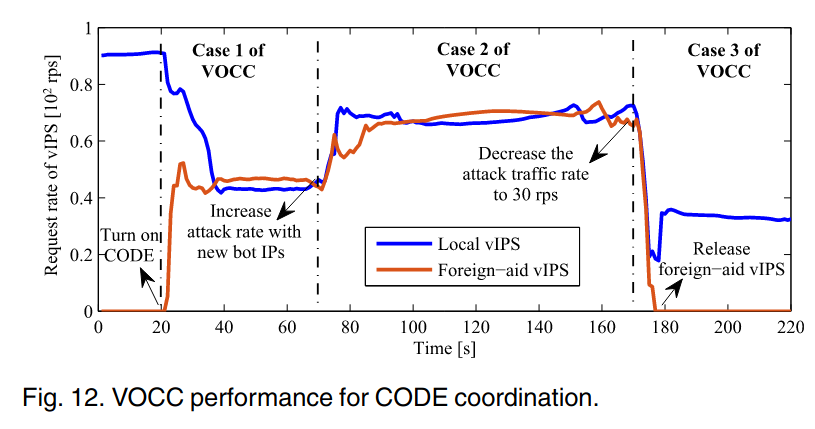 Case 1 of
VOCC
Case 2 of
VOCC
Case 3 of
VOCC
Request rate of vIPS [10² rps]
1
0.8
0.6
0.4
0.2
0
Turn on
CODE
Increase
attack rate with
new bot IPs
Decrease the
attack traffic rate
to 30 rps
Local vIPS
Foreign−aid vIPS
Release
foreign−aid vIPS
0 20 40 60 80 100 120 140 160 180 200 220
Time [s]
Fig. 12. VOCC performance for CODE coordination.